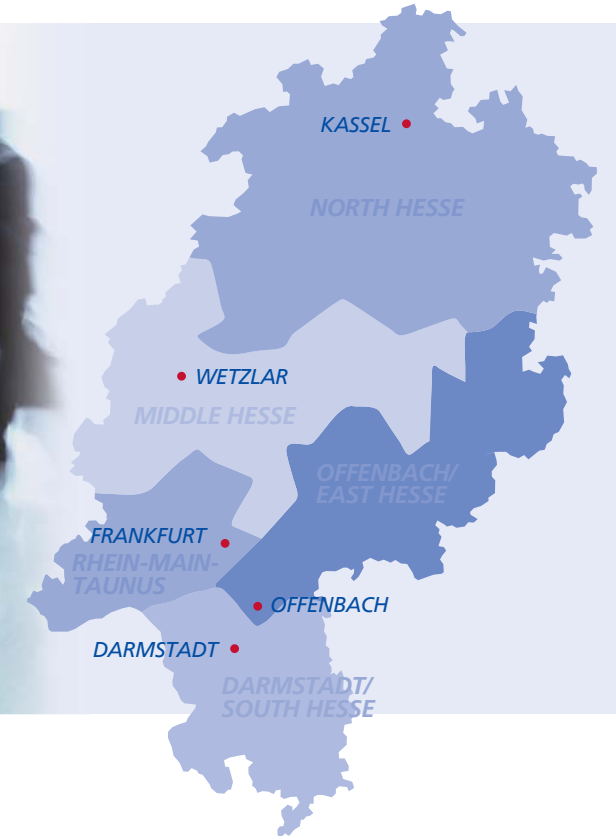 KASSEL
NORTH HESSE
WETZLAR
MIDDLE HESSE
OFFENBACH/
EAST HESSE
FRANKFURT
RHEIN-MAIN-
TAUNUS
OFFENBACH
DARMSTADT
DARMSTADT/
SOUTH HESSE